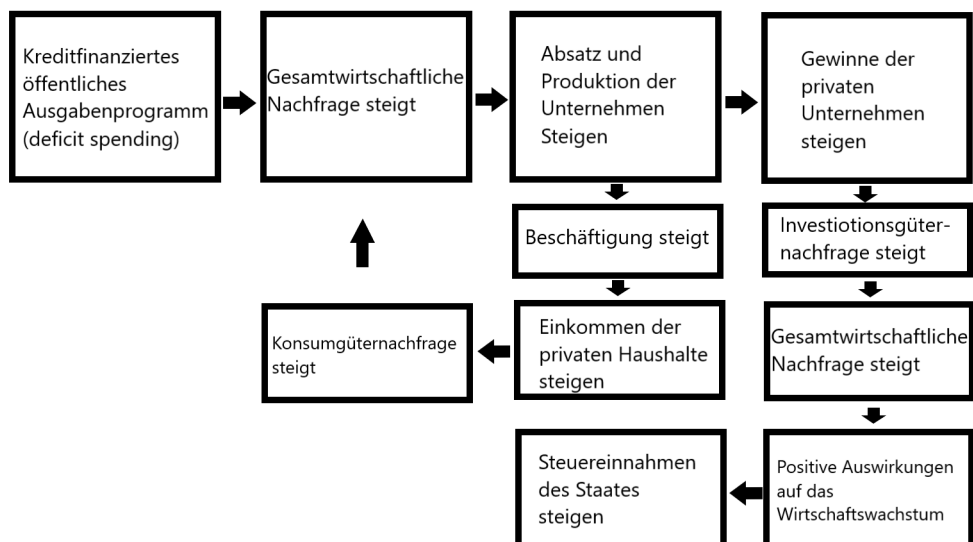 Kreditfinanziertes
öffentliches
Ausgabenprogramm
(deficit spending)
Gesamtwirtschaftliche
Nachfrage steigt
Absatz und
Produktion der
Unternehmen
Steigen
Gewinne der
privaten
Unternehmen
steigen
Beschäftigung steigt
Investiotionsgüter-
nachfrage steigt
Konsumgüternachfrage
steigt
Einkommen der
privaten Haushalte
steigen
Gesamtwirtschaftliche
Nachfrage steigt
Steuereinnahmen
des Staates
steigen
Positive Auswirkungen
auf das
Wirtschaftswachstum